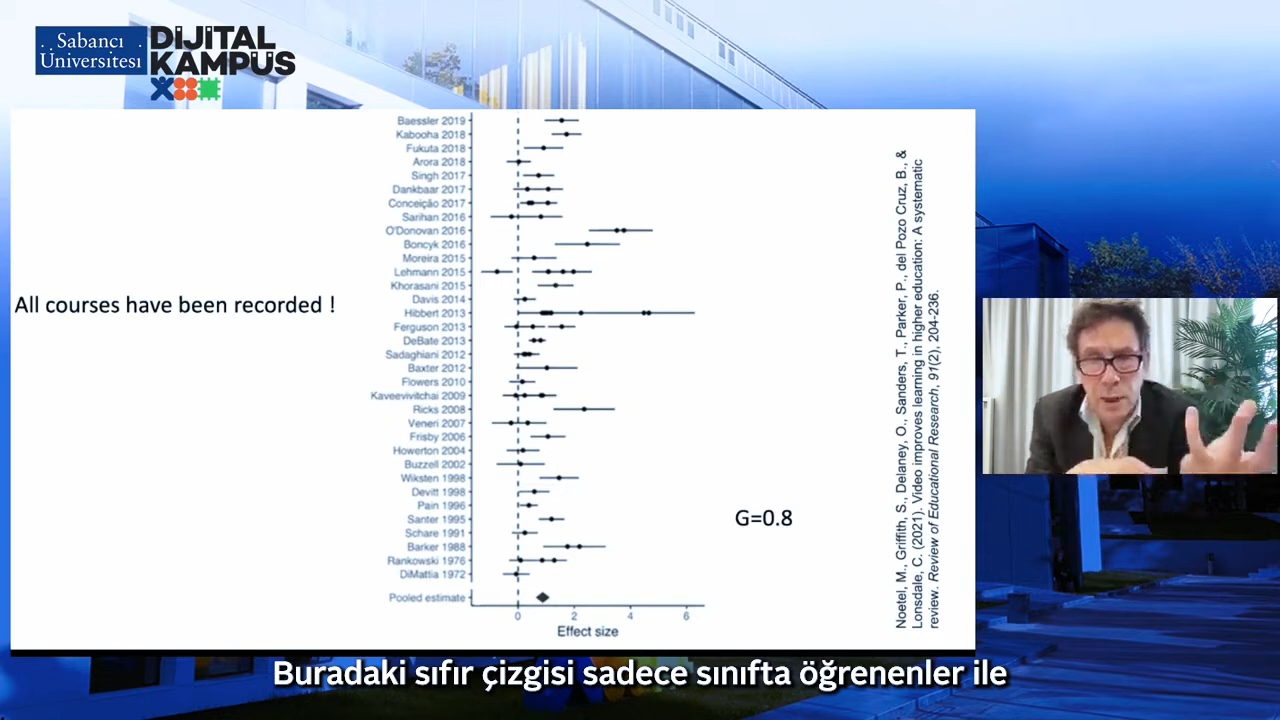 Sabancı
Üniversitesi
DİJİTAL
KAMPUS
All courses have been recorded !
Baessler 2019
Kabooha 2018
Fukuta 2018
Arora 2018
Singh 2017
Dankbaar 2017
Conceição 2017
Sarihan 2016
O'Donovan 2016
Boncyk 2016
Moreira 2015
Lehmann 2015
Khorasani 2015
Davis 2014
Hibbert 2013
Ferguson 2013
DeBate 2013
Sadaghiani 2012
Baxter 2012
Flowers 2010
Kaveevivitchai 2009
Ricks 2008
Veneri 2007
Frisby 2006
Howerton 2004
Buzzell 2002
Wiksten 1998
Devitt 1998
Pain 1996
Santer 1995
Schare 1991
Barker 1988
Rankowski 1976
DiMattia 1972
Pooled estimate
0 2 4 6
Effect size
G=0.8
Noetel, M., Griffith, S., Delaney, O., Sanders, T., Parker, P., del Pozo Cruz, B., &
Lonsdale, C. (2021). Video improves learning in higher education: A systematic
review. Review of Educational Research, 91(2), 204-236.
Buradaki sıfır çizgisi sadece sınıfta öğrenenler ile